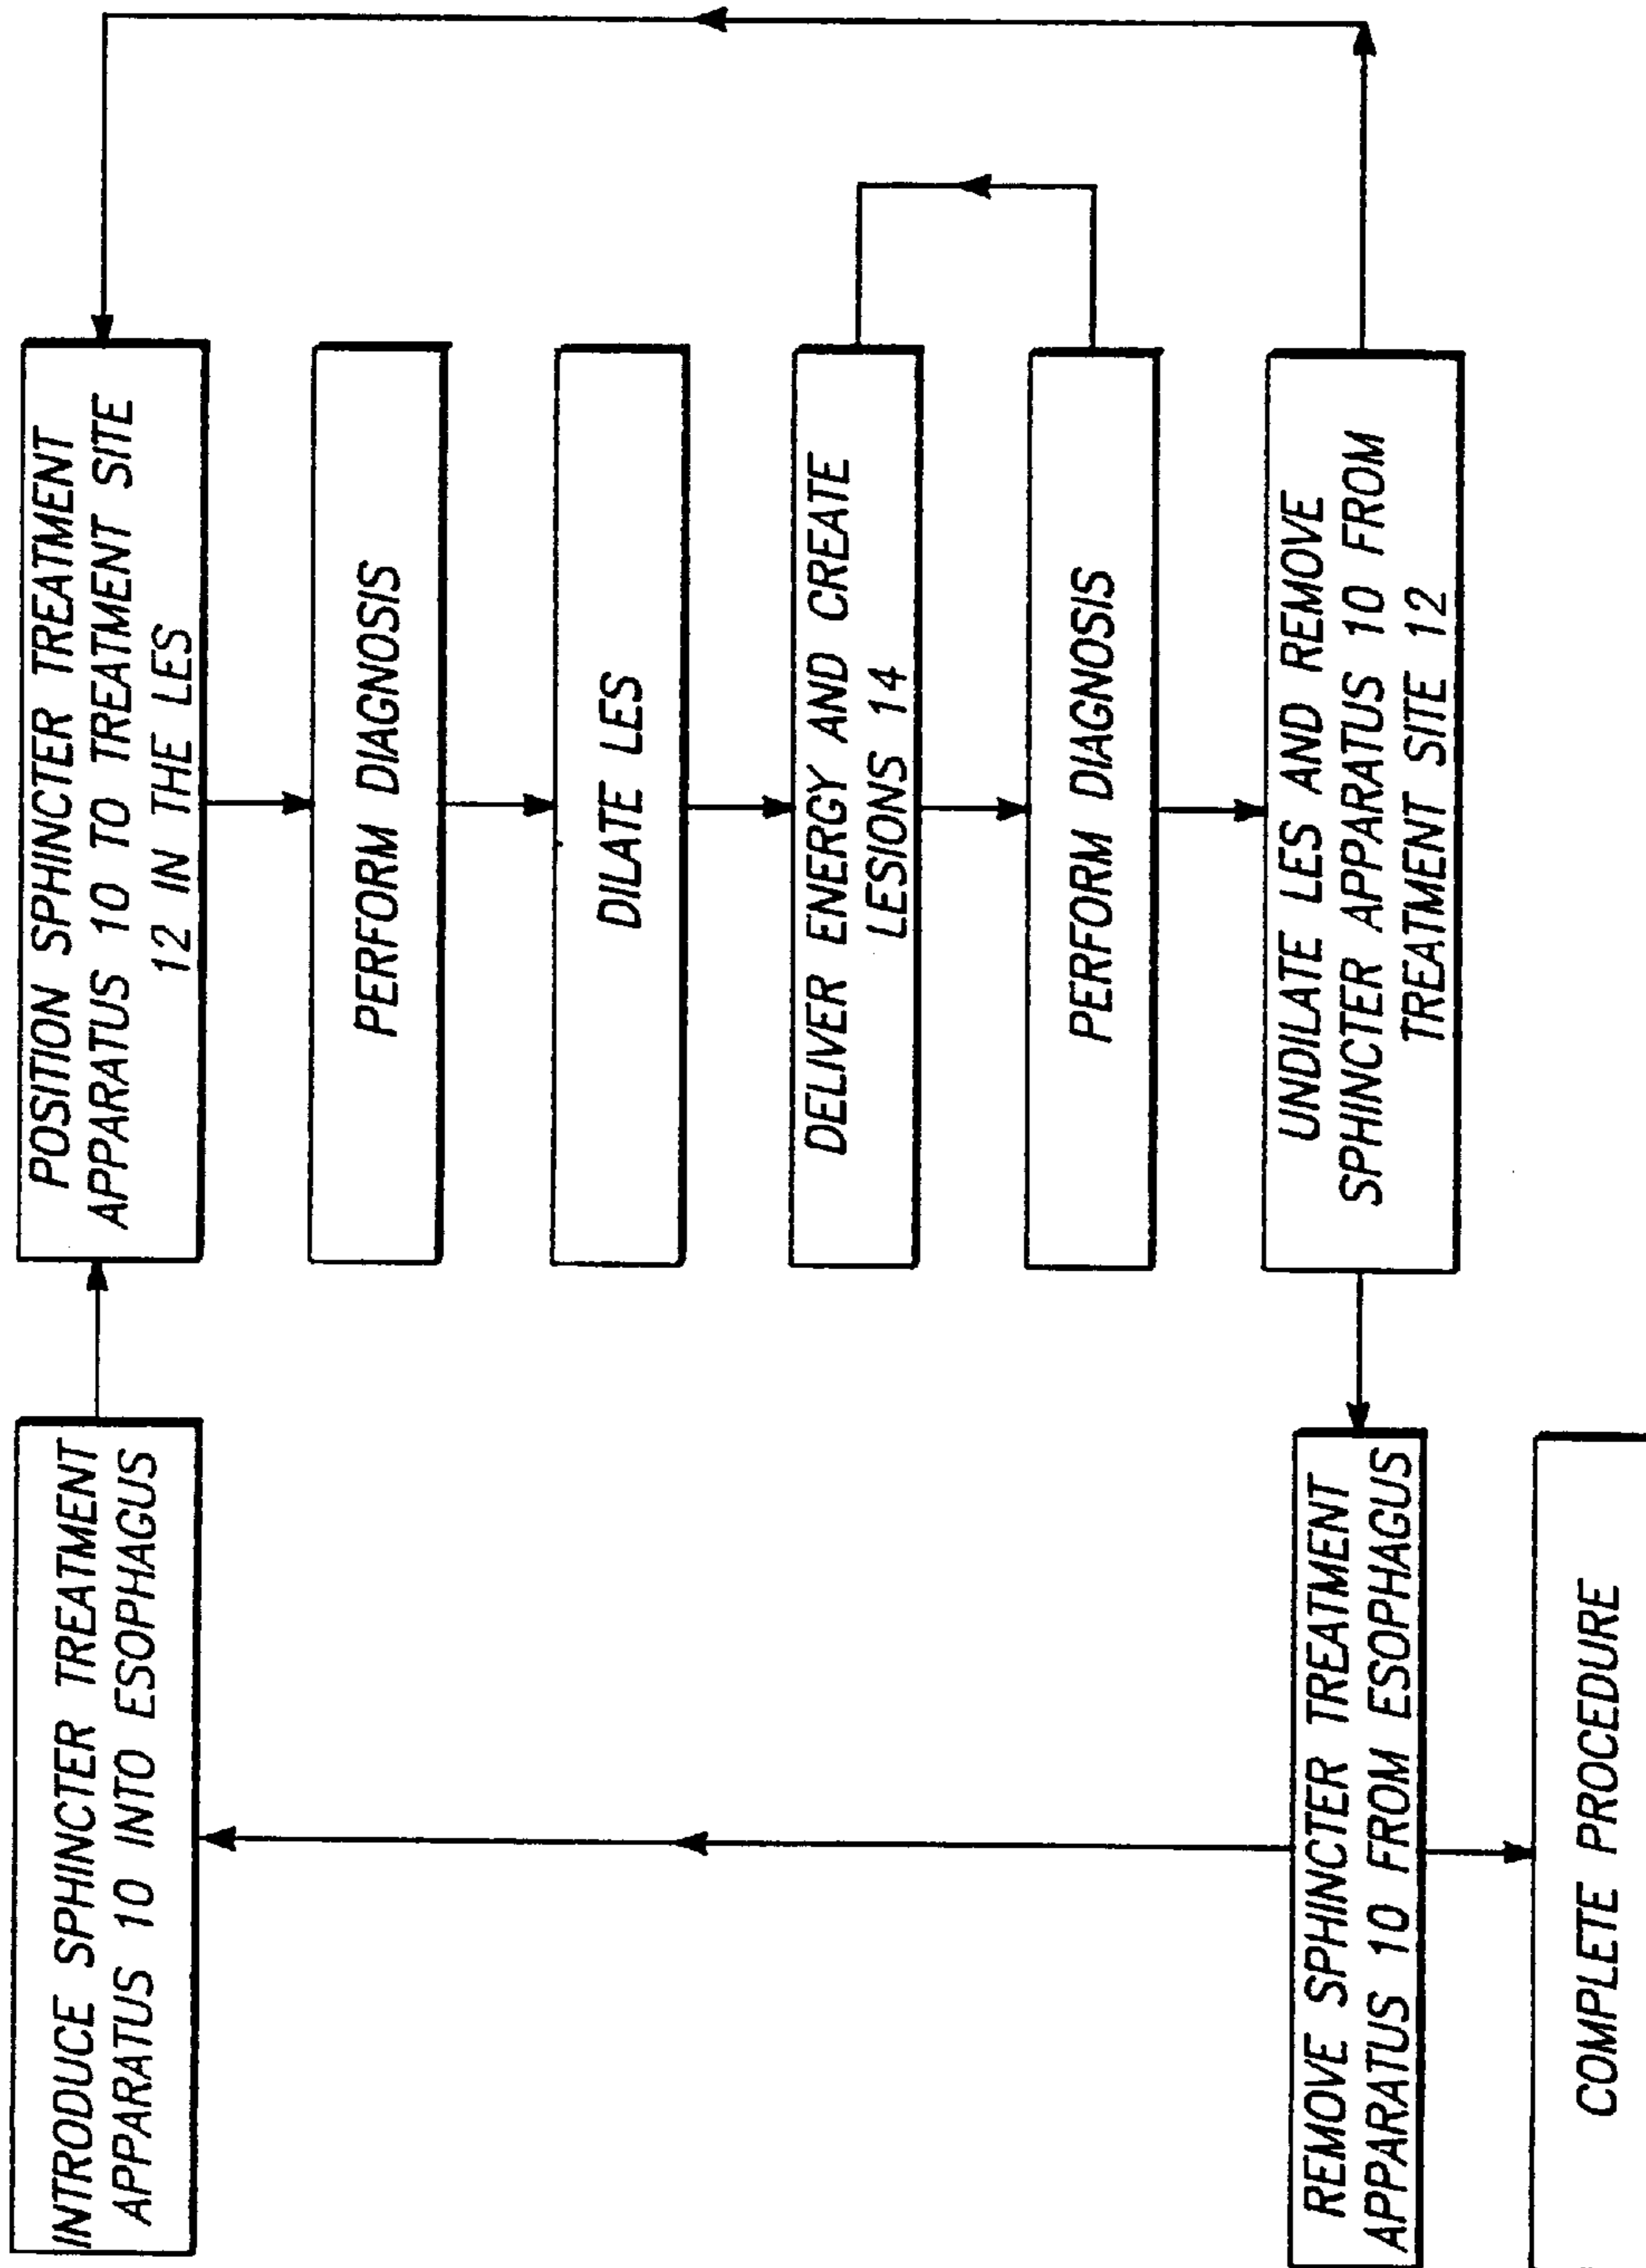 INTRODUCE SPHINCTER TREATMENT
APPARATUS 10 INTO ESOPHAGUS
POSITION SPHINCTER TREATMENT
APPARATUS 10 TO TREATMENT SITE
12 IN THE LES
PERFORM DIAGNOSIS
DILATE LES
DELIVER ENERGY AND CREATE
LESIONS 14
PERFORM DIAGNOSIS
UNDILATE LES AND REMOVE
SPHINCTER APPARATUS 10 FROM
TREATMENT SITE 12
REMOVE SPHINCTER TREATMENT
APPARATUS 10 FROM ESOPHAGUS
COMPLETE PROCEDURE